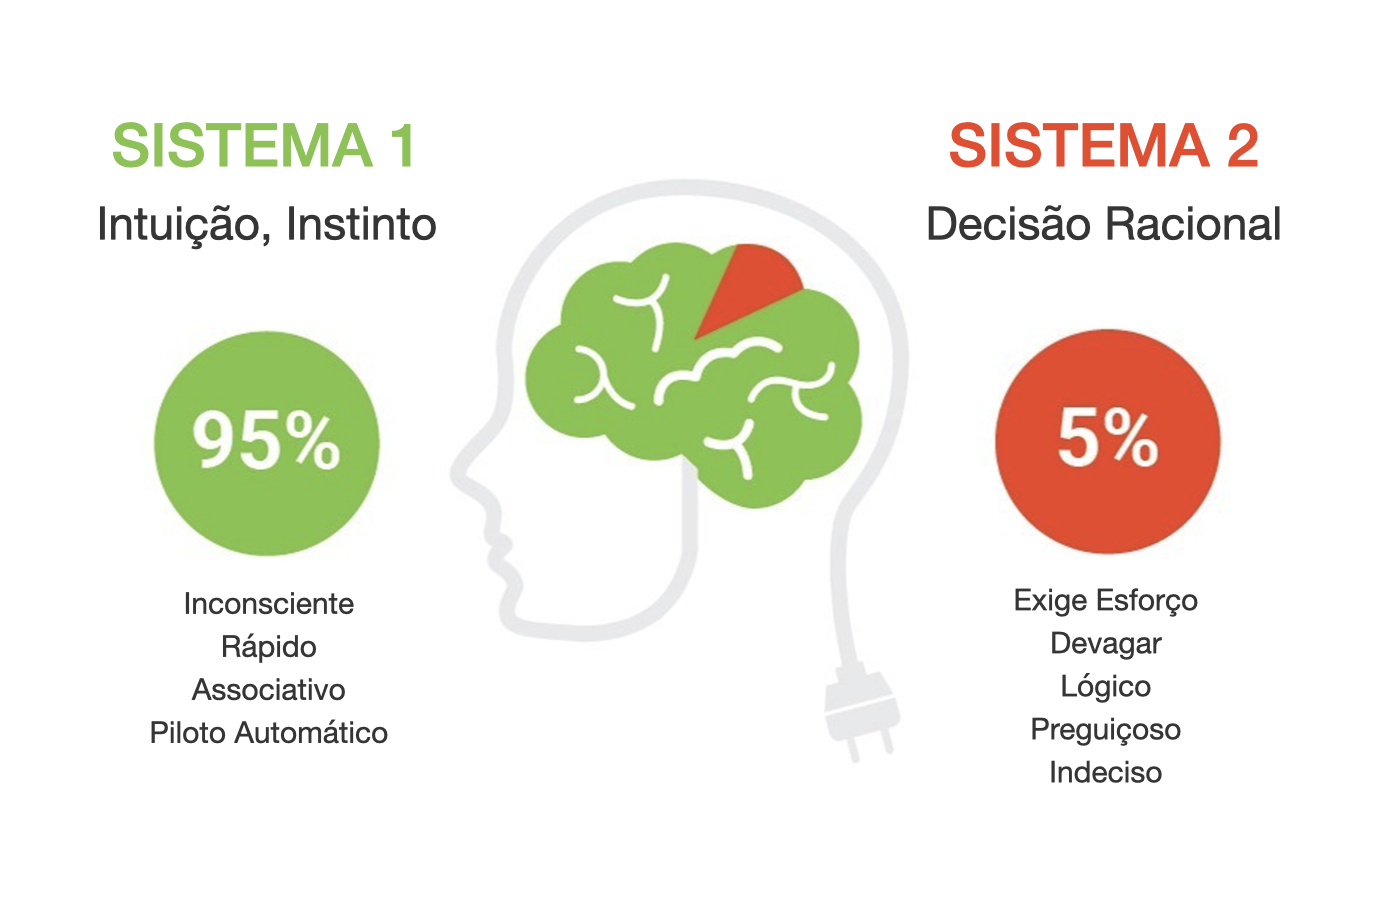 SISTEMA 1
Intuição, Instinto
95%
Inconsciente
Rápido
Associativo
Piloto Automático
SISTEMA 2
Decisão Racional
5%
Exige Esforço
Devagar
Lógico
Preguiçoso
Indeciso